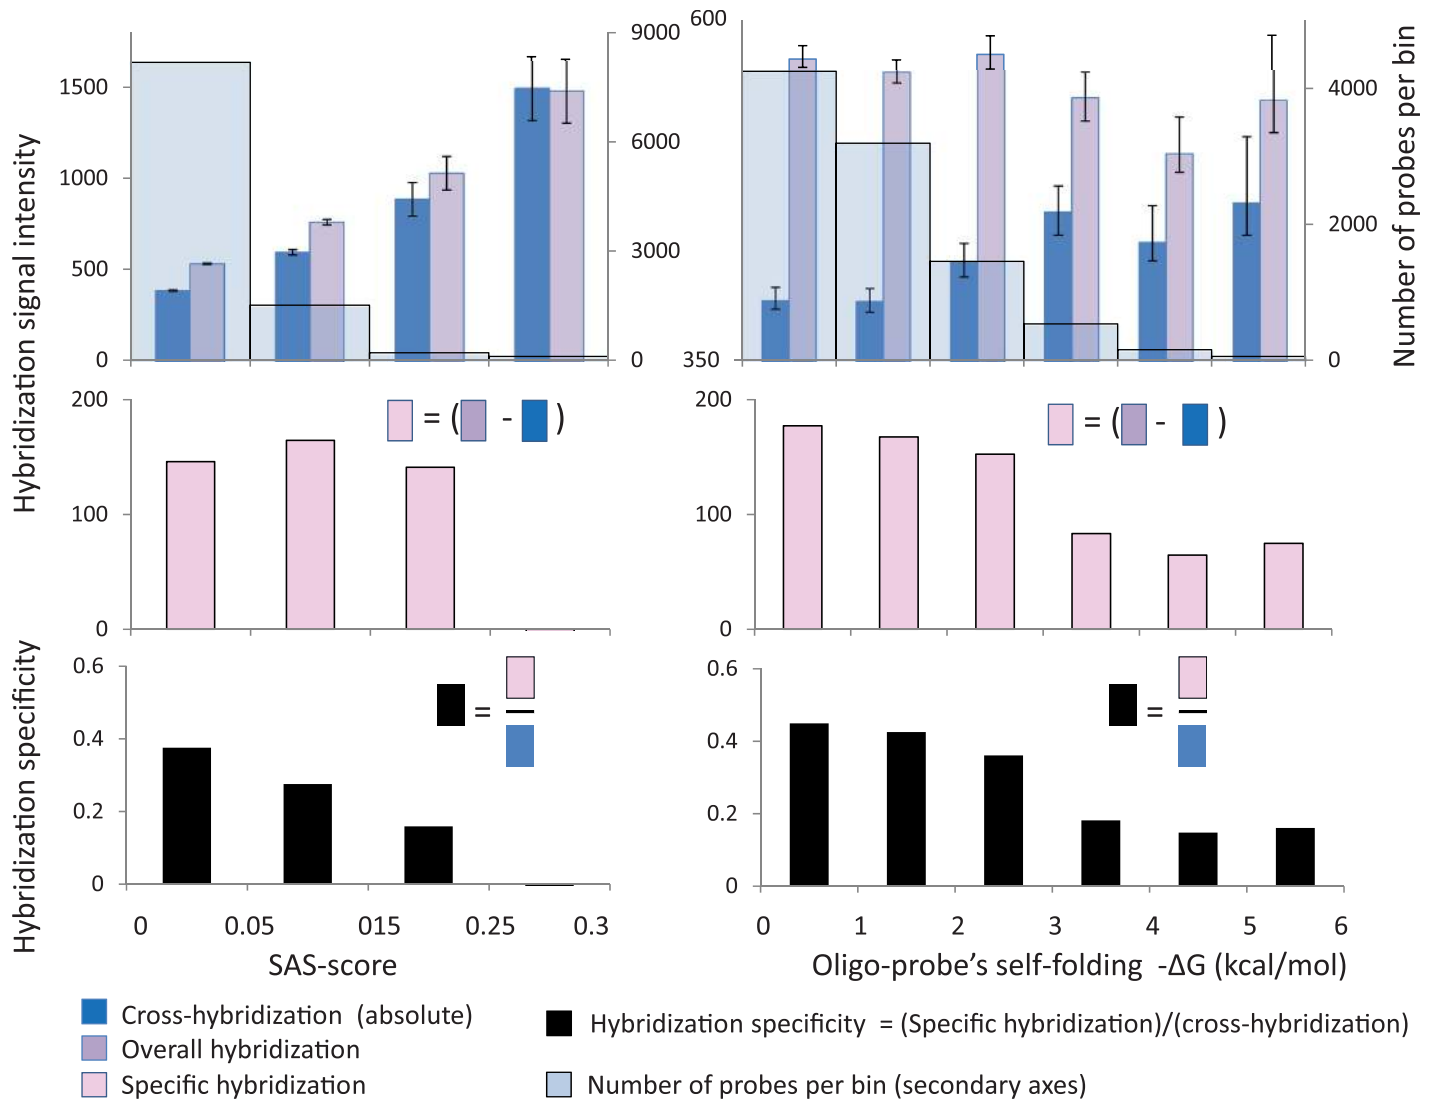 Hybridization signal intensity
1500
1000
500
0
9000
6000
3000
0
600
350
4000
2000
0
Number of probes per bin
200
100
0
= ( - )
200
100
0
= ( - )
Hybridization specificity
0.6
0.4
0.2
0
=
0.6
0.4
0.2
0
=
0 0.05 015 0.25 0.3
SAS-score
0 1 2 3 4 5 6
Oligo-probe's self-folding -ΔG (kcal/mol)
Cross-hybridization (absolute)
Overall hybridization
Specific hybridization
Hybridization specificity = (Specific hybridization)/(cross-hybridization)
Number of probes per bin (secondary axes)